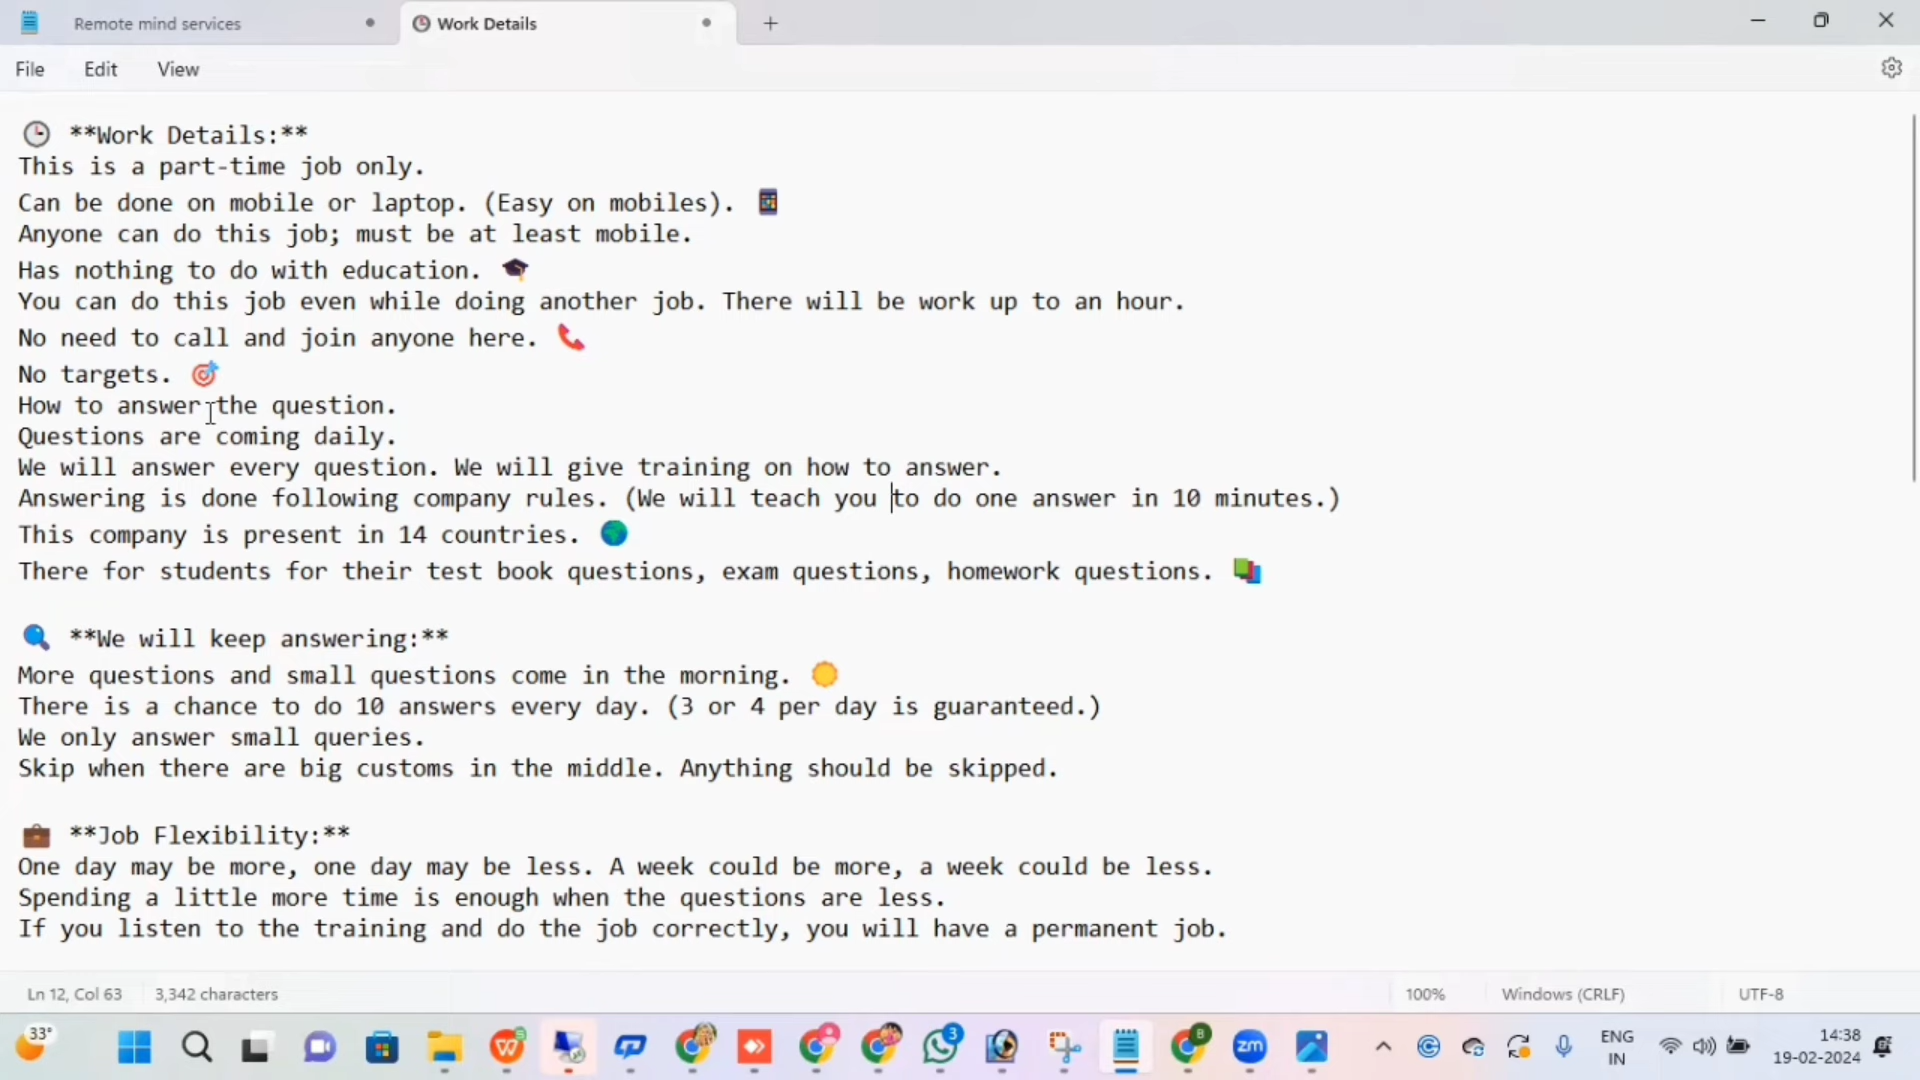 Remote mind services
Work Details
File Edit View
**Work Details:**
This is a part-time job only.
Can be done on mobile or laptop. (Easy on mobiles).
Anyone can do this job; must be at least mobile.
Has nothing to do with education.
You can do this job even while doing another job. There will be work up to an hour.
No need to call and join anyone here.
No targets.
How to answer the question.
Questions are coming daily.
We will answer every question. We will give training on how to answer.
Answering is done following company rules. (We will teach you to do one answer in 10 minutes.)
This company is present in 14 countries.
There for students for their test book questions, exam questions, homework questions.
**We will keep answering:**
More questions and small questions come in the morning.
There is a chance to do 10 answers every day. (3 or 4 per day is guaranteed.)
We only answer small queries.
Skip when there are big customs in the middle. Anything should be skipped.
**Job Flexibility:**
One day may be more, one day may be less. A week could be more, a week could be less.
Spending a little more time is enough when the questions are less.
If you listen to the training and do the job correctly, you will have a permanent job.
Ln 12, Col 63 3,342 characters 100% Windows (CRLF) UTF-8
33°
W
S
3
B
zm
ENG
IN
14:38
19-02-2024